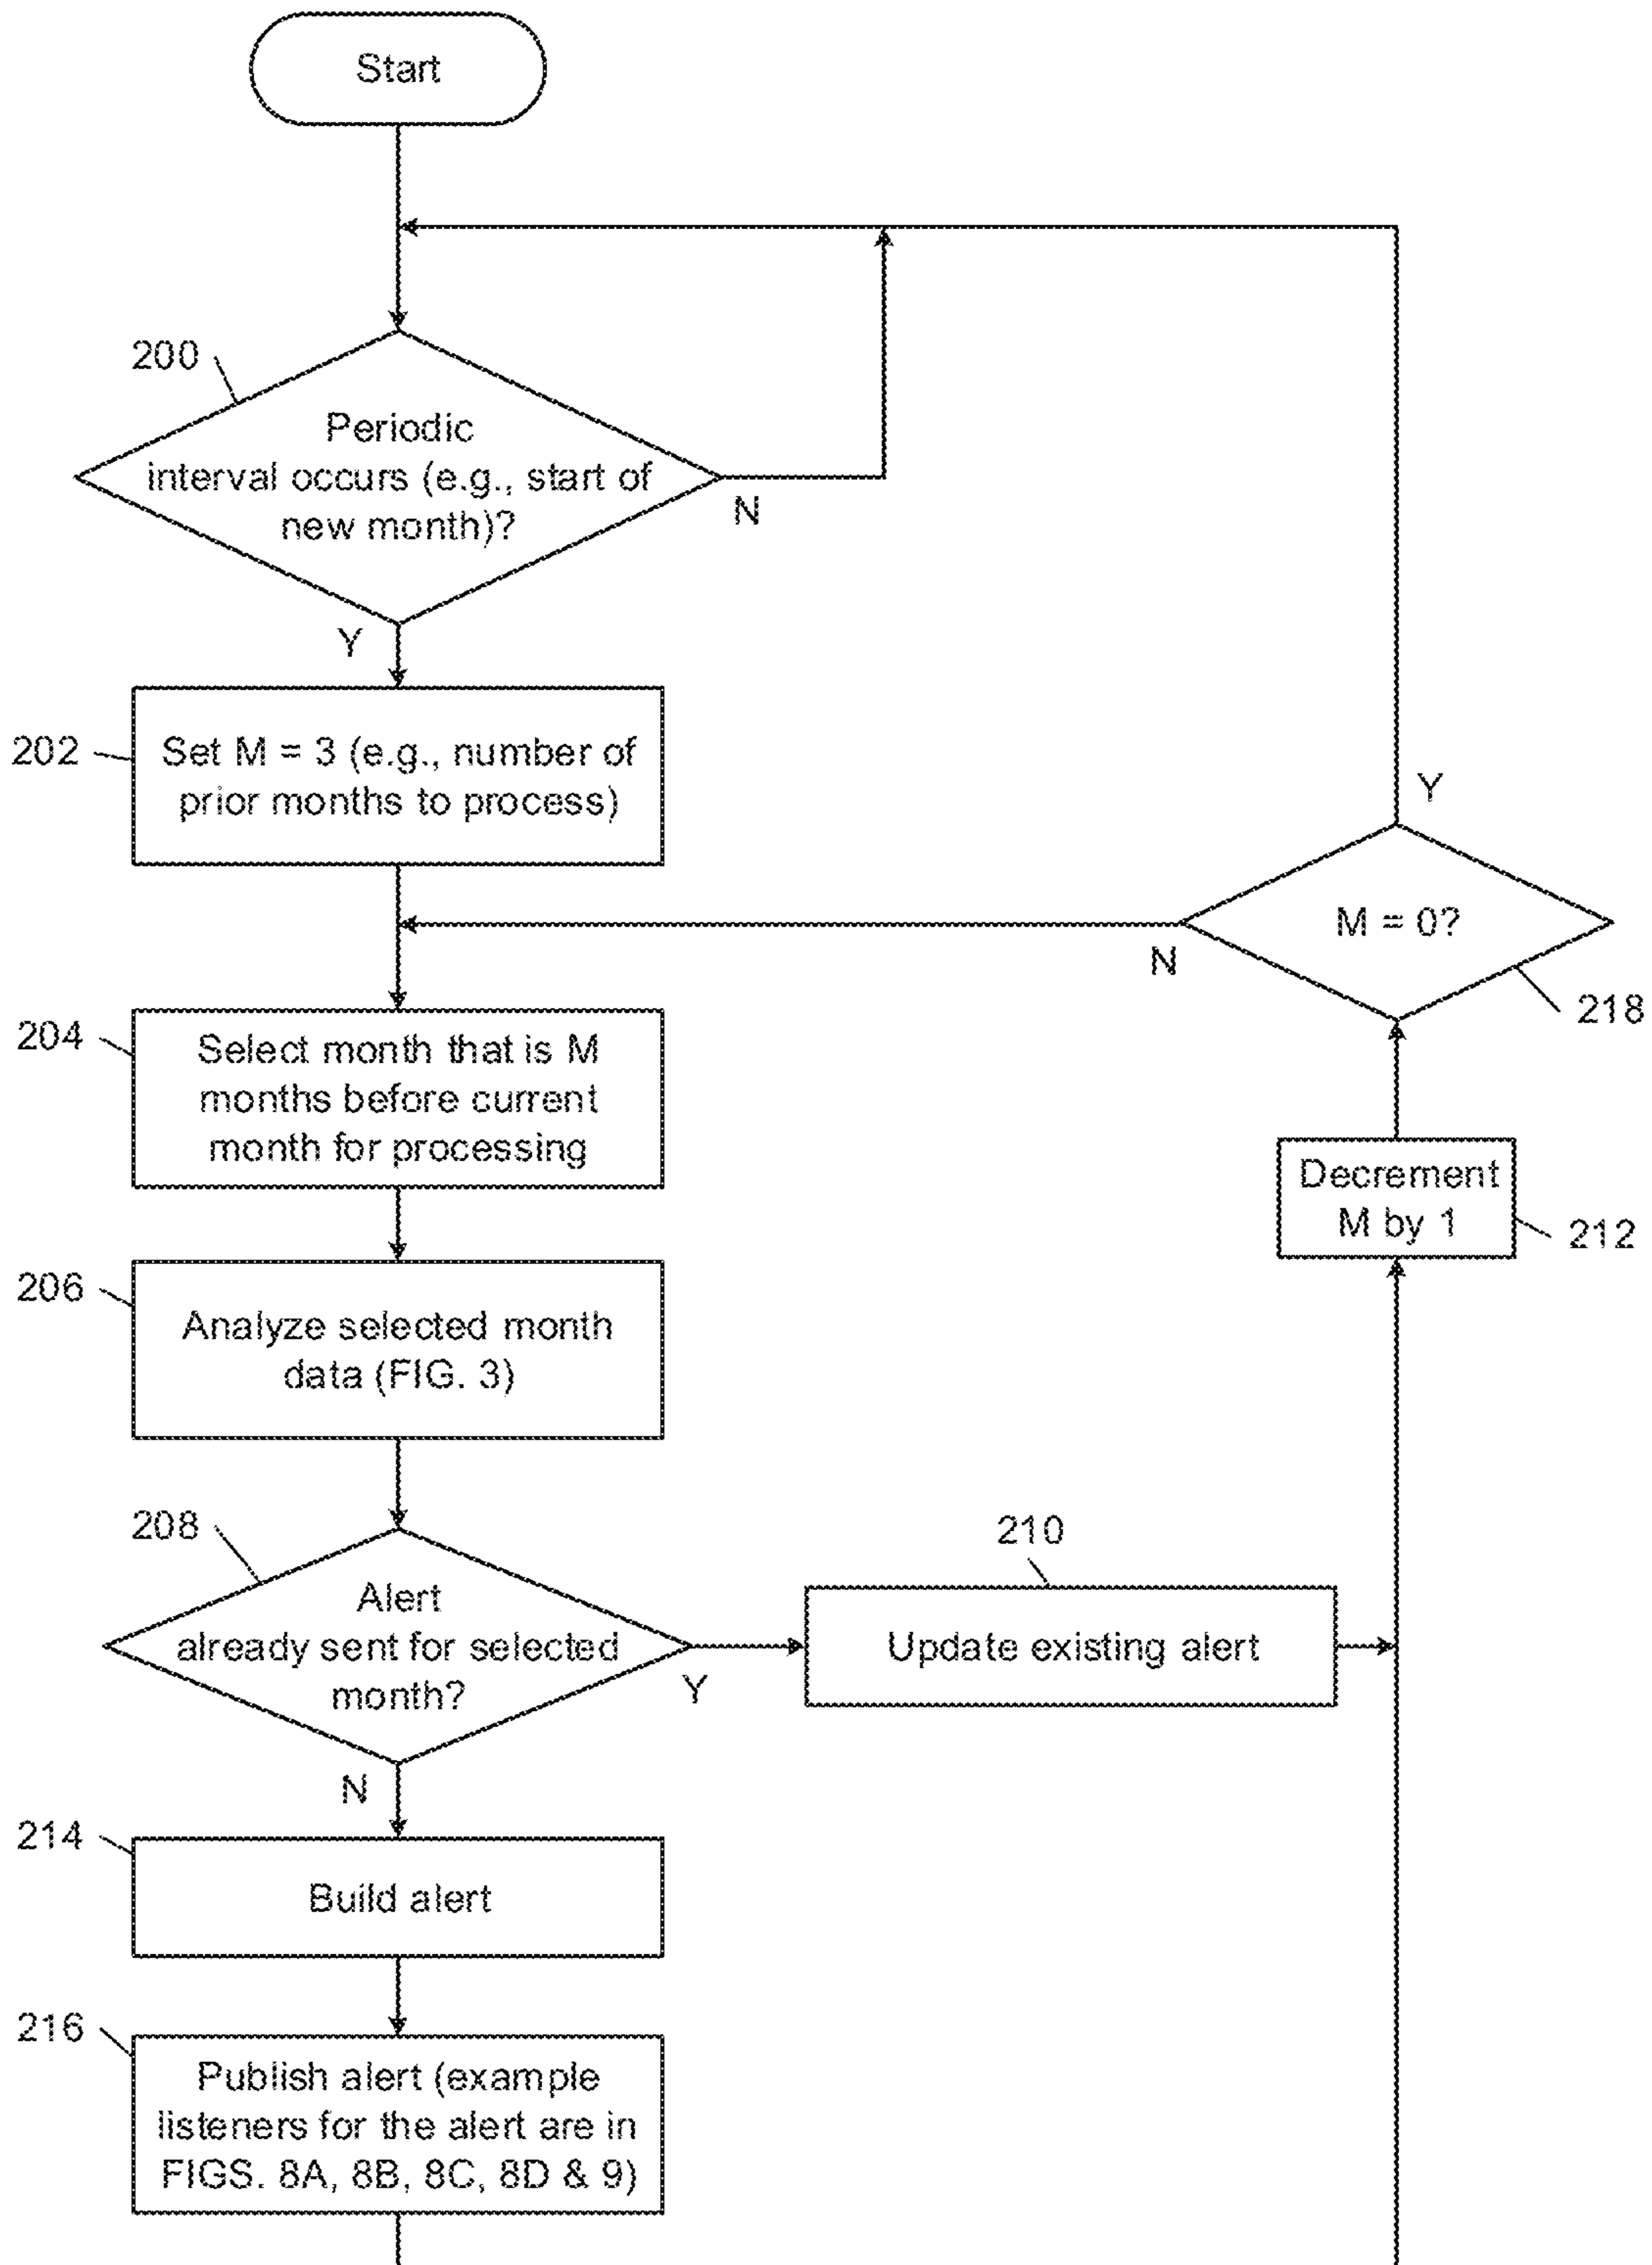 Start
200
Periodic
interval occurs (e.g., start of
new month)?
N
Y
202
Set M = 3 (e.g., number of
prior months to process)
Y
M = 0?
N
218
204
Select month that is M
months before current
month for processing
Decrement
M by 1
212
206
Analyze selected month
data (FIG. 3)
208
Alert
already sent for selected
month?
Y
210
Update existing alert
N
214
Build alert
216
Publish alert (example
listeners for the alert are in
FIGS. 8A, 8B, 8C, 8D & 9)